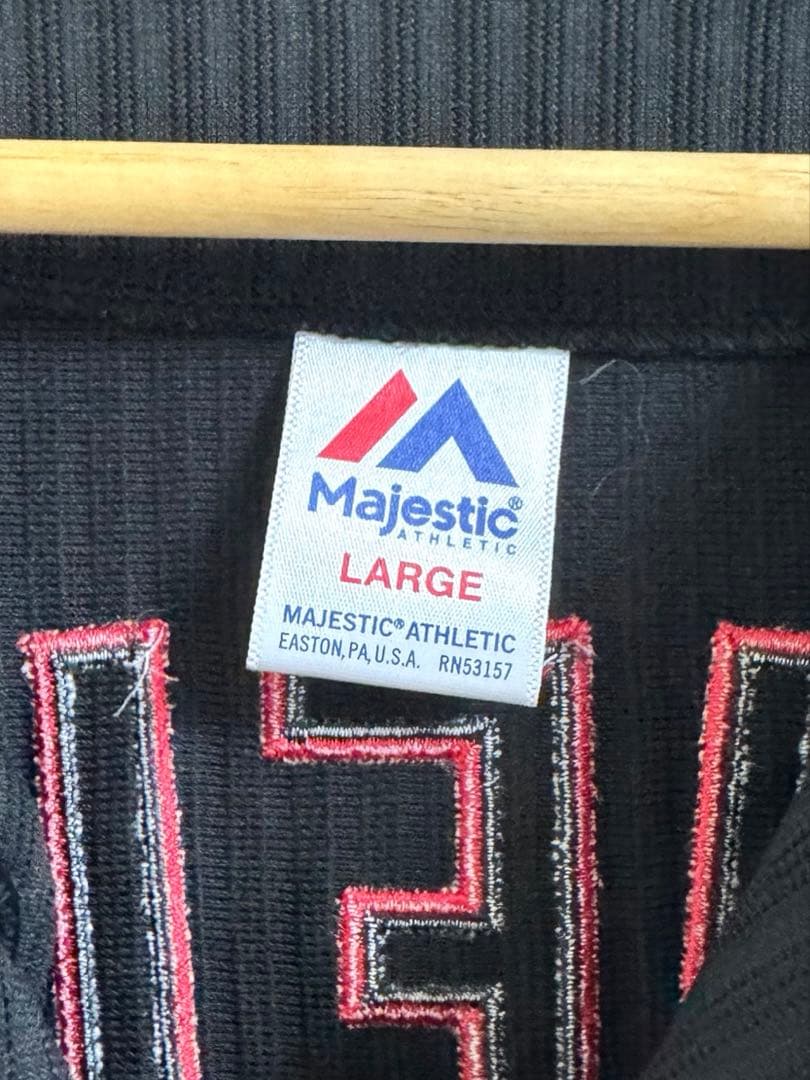 Majestic®
ATHLETIC
LARGE
MAJESTIC® ATHLETIC
EASTON, PA, U.S.A. RN53157